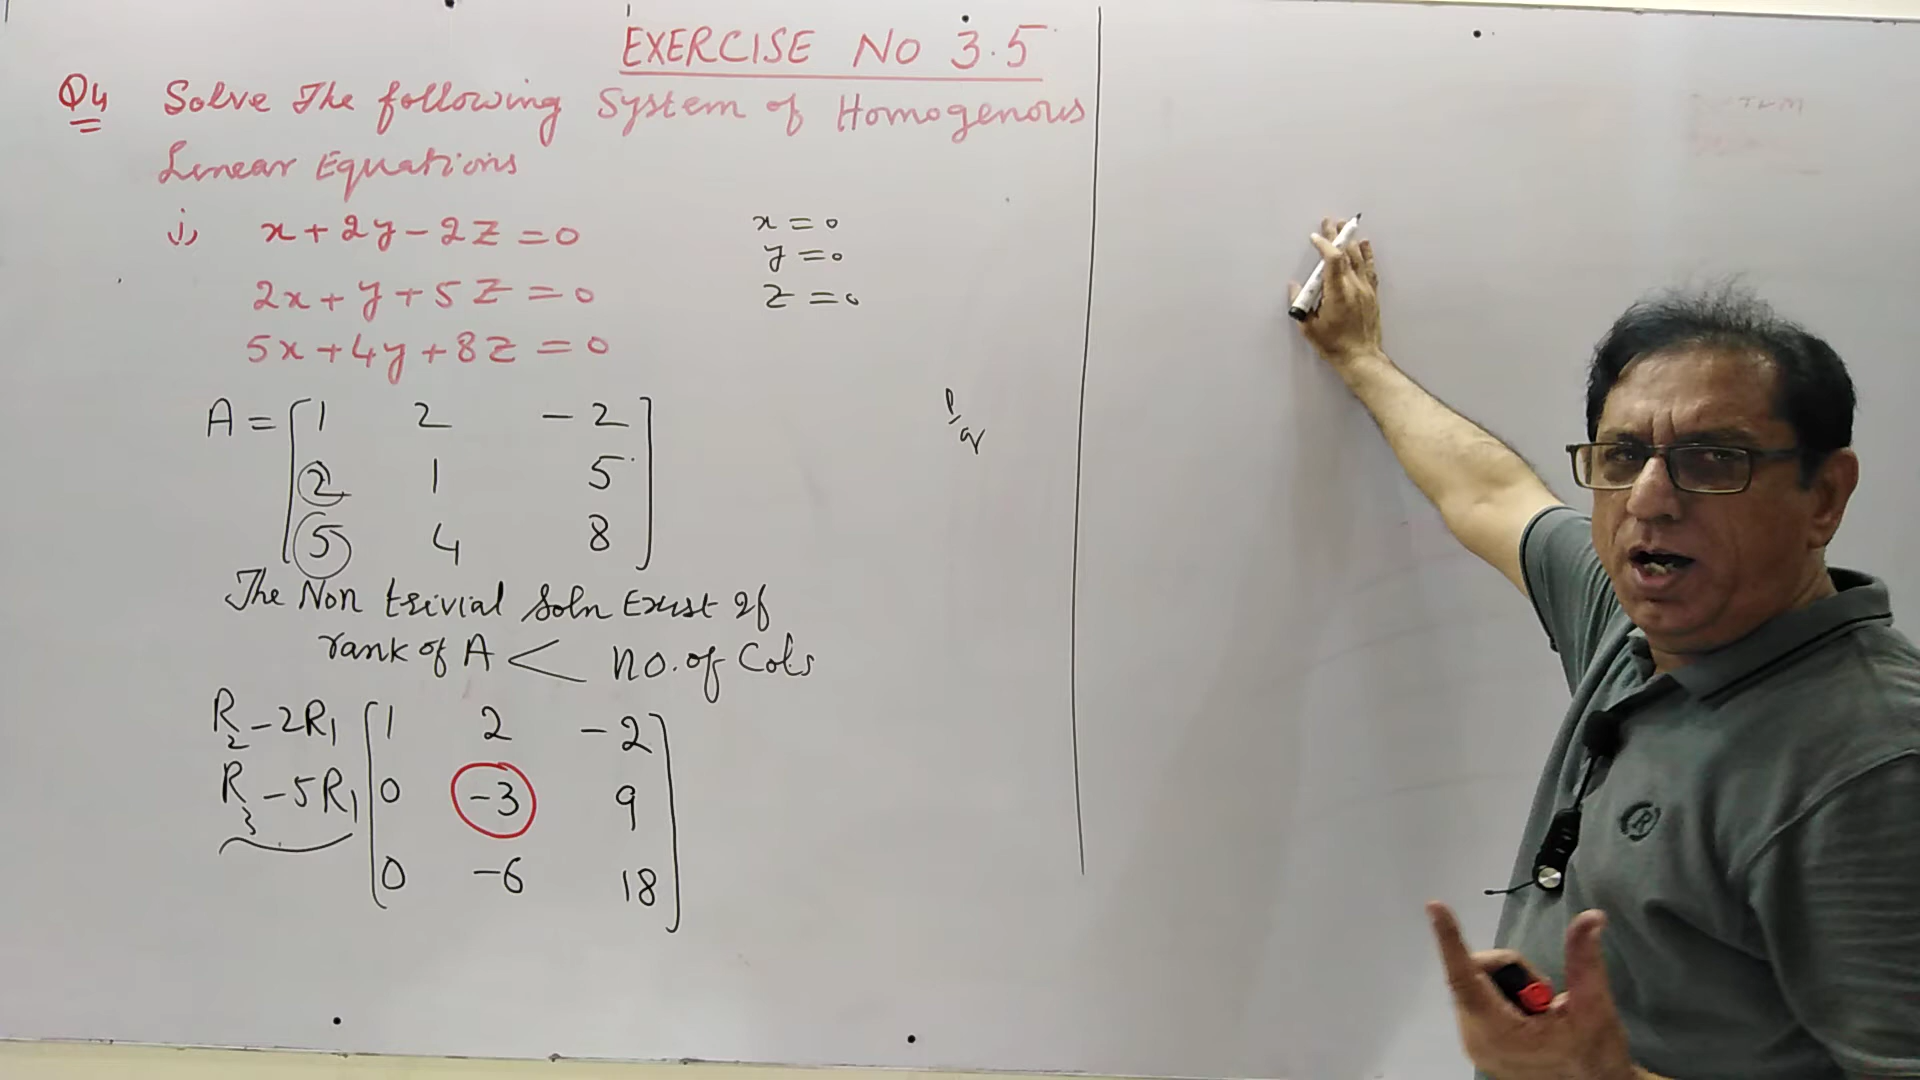 EXERCISE NO 3.5
Q4 Solve The following System of Homogenous
Linear Equations
i) x+2y-2z=0
2x+y+5z=0
5x+4y+8z=0
x=0
y=0
z=0
A= 1 2 -2
2 1 5
5 4 8
P/q
The Non trivial Soln Exist If
rank of A < no. of Cols
R2-2R1 1 2 -2
R3-5R1 0 -3 9
0 -6 18
R